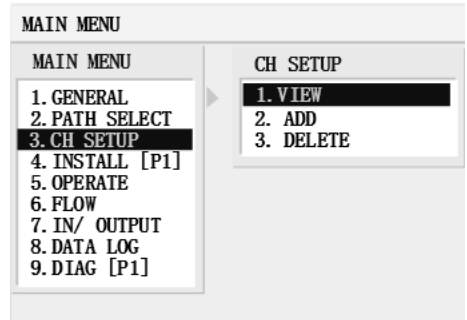 MAIN MENU
MAIN MENU
1. GENERAL
2. PATH SELECT
3. CH SETUP
4. INSTALL [P1]
5. OPERATE
6. FLOW
7. IN/ OUTPUT
8. DATA LOG
9. DIAG [P1]
CH SETUP
1. VIEW
2. ADD
3. DELETE